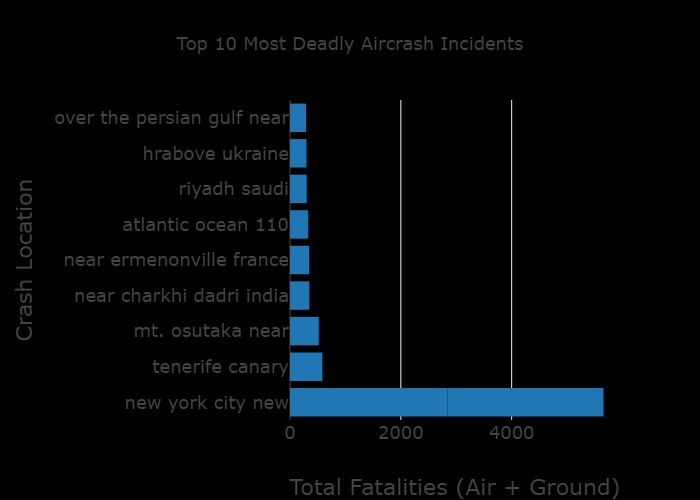 Top 10 Most Deadly Aircrash Incidents
over the persian gulf near
hrabove ukraine
riyadh saudi
atlantic ocean 110
near ermenonville france
near charkhi dadri india
mt. osutaka near
tenerife canary
new york city new
Crash Location
0 2000 4000
Total Fatalities (Air + Ground)